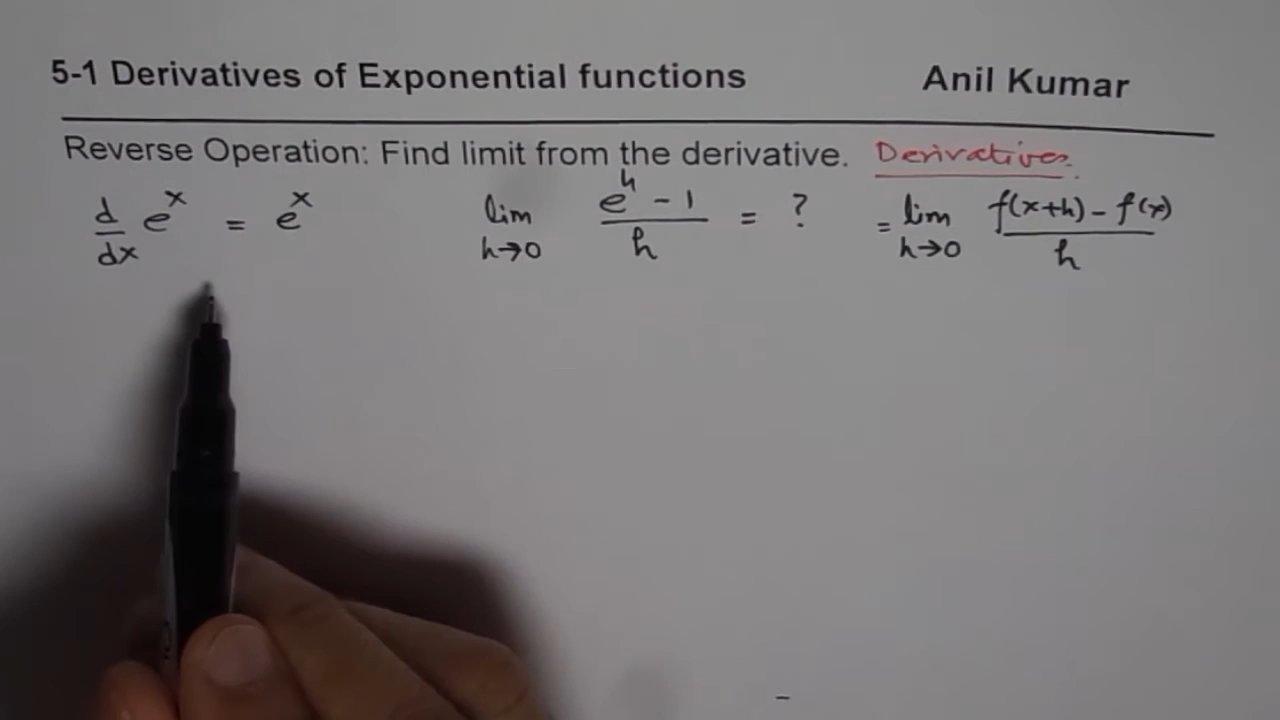 5-1 Derivatives of Exponential functions Anil Kumar
Reverse Operation: Find limit from the derivative. Derivatives.
d/dx e^x = e^x lim h→0 (e^h - 1)/h = ? = lim h→0 (f(x+h) - f(x))/h